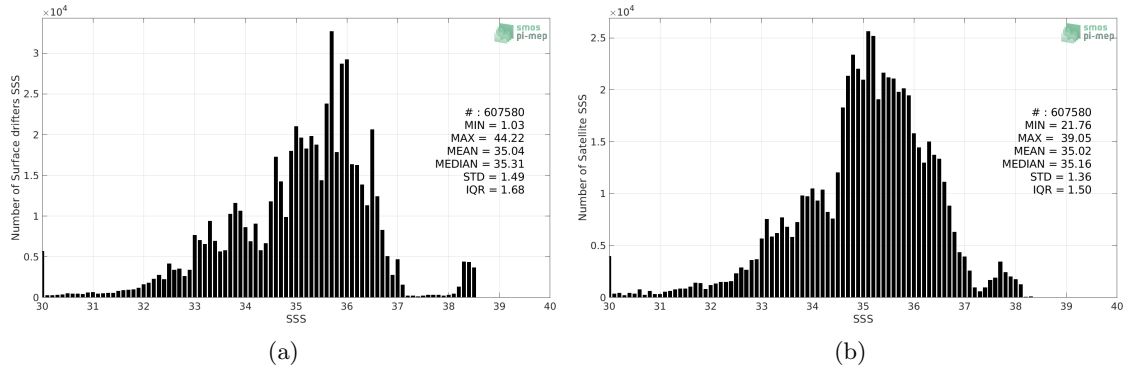 ×10⁴
smos
pi-mep
3
2.5
2
1.5
1
0.5
0
30 31 32 33 34 35 36 37 38 39 40
SSS
Number of Surface drifters SSS
# : 607580
MIN = 1.03
MAX = 44.22
MEAN = 35.04
MEDIAN = 35.31
STD = 1.49
IQR = 1.68
(a)
×10⁴
smos
pi-mep
2.5
2
1.5
1
0.5
0
30 31 32 33 34 35 36 37 38 39 40
SSS
Number of Satellite SSS
# : 607580
MIN = 21.76
MAX = 39.05
MEAN = 35.02
MEDIAN = 35.16
STD = 1.36
IQR = 1.50
(b)